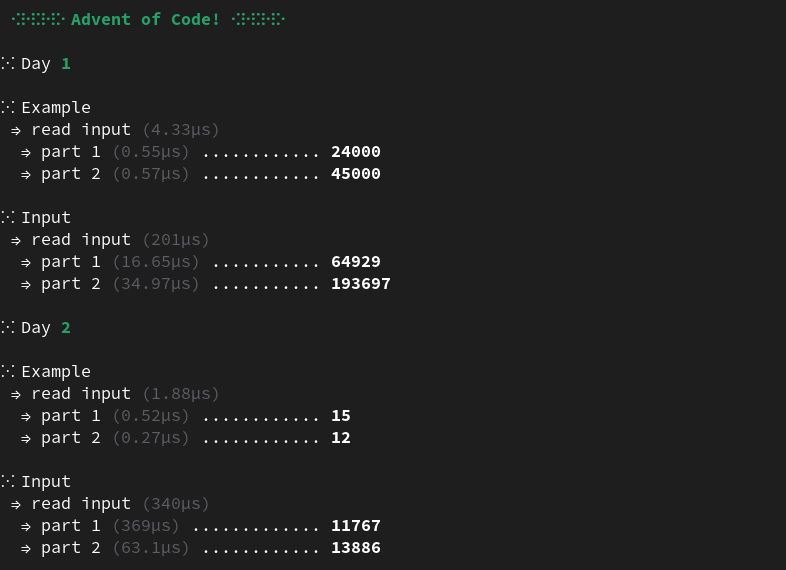 Advent of Code!
Day 1
Example
⇒ read input (4.33µs)
⇒ part 1 (0.55µs) ............ 24000
⇒ part 2 (0.57µs) ............ 45000
Input
⇒ read input (201µs)
⇒ part 1 (16.65µs) ........... 64929
⇒ part 2 (34.97µs) ........... 193697
Day 2
Example
⇒ read input (1.88µs)
⇒ part 1 (0.52µs) ............ 15
⇒ part 2 (0.27µs) ............ 12
Input
⇒ read input (340µs)
⇒ part 1 (369µs) ............. 11767
⇒ part 2 (63.1µs) ............ 13886